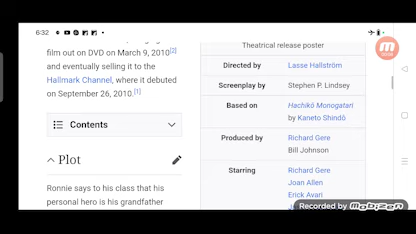 6:32
film out on DVD on March 9, 2010[2]
and eventually selling it to the
Hallmark Channel, where it debuted
on September 26, 2010.[1]
Contents
Plot
Ronnie says to his class that his
personal hero is his grandfather
Theatrical release poster
Directed by Lasse Hallström
Screenplay by Stephen P. Lindsey
Based on Hachikō Monogatari
by Kaneto Shindō
Produced by Richard Gere
Bill Johnson
Starring Richard Gere
Joan Allen
Erick Avari
Recorded by Mobizen